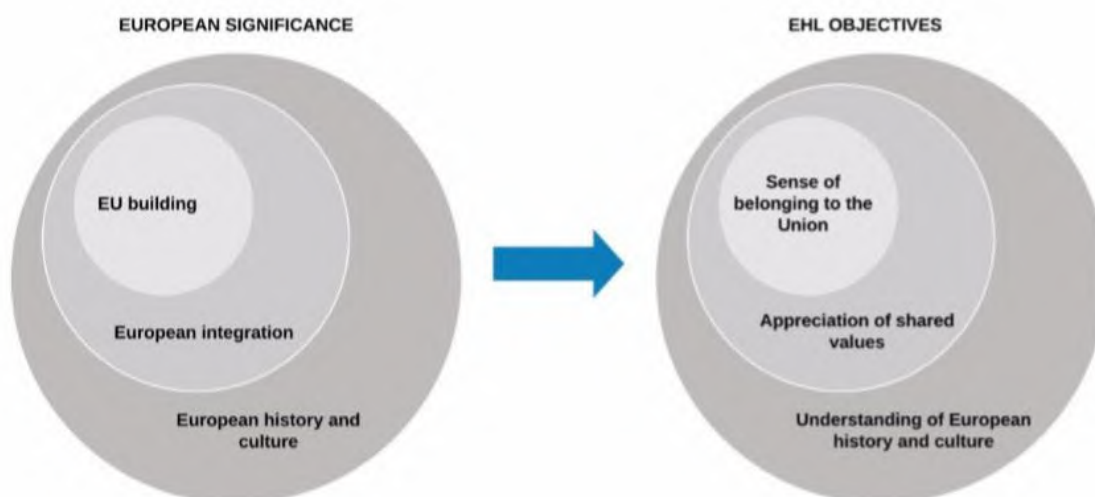 EUROPEAN SIGNIFICANCE
EU building
European integration
European history and
culture
EHL OBJECTIVES
Sense of
belonging to the
Union
Appreciation of shared
values
Understanding of European
history and culture